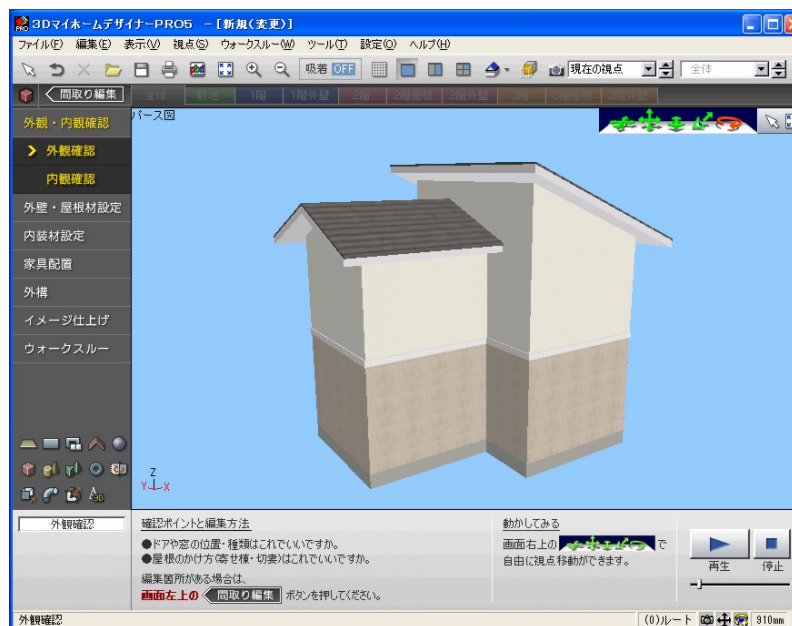 3DマイホームデザイナーPRO5 －[新規(変更)]
ファイル(F) 編集(E) 表示(V) 視点(S) ウォークスルー(W) ツール(T) 設定(O) ヘルプ(H)
吸着 OFF 現在の視点 全体
間取り編集 全体 敷地 1階 1階外壁 2階 2階屋根 2階外壁 3階 3階屋根 3階外壁
外観・内観確認
パース図
外観確認
内観確認
外壁・屋根材設定
内装材設定
家具配置
外構
イメージ仕上げ
ウォークスルー
Z
Y X
外観確認
確認ポイントと編集方法
●ドアや窓の位置・種類はこれでいいですか。
●屋根のかけ方(寄せ棟・切妻)はこれでいいですか。
編集箇所がある場合は、
画面左上の 間取り編集 ボタンを押してください。
動かしてみる
画面右上の で
自由に視点移動ができます。
再生 停止
外観確認 (0)ルート 910mm